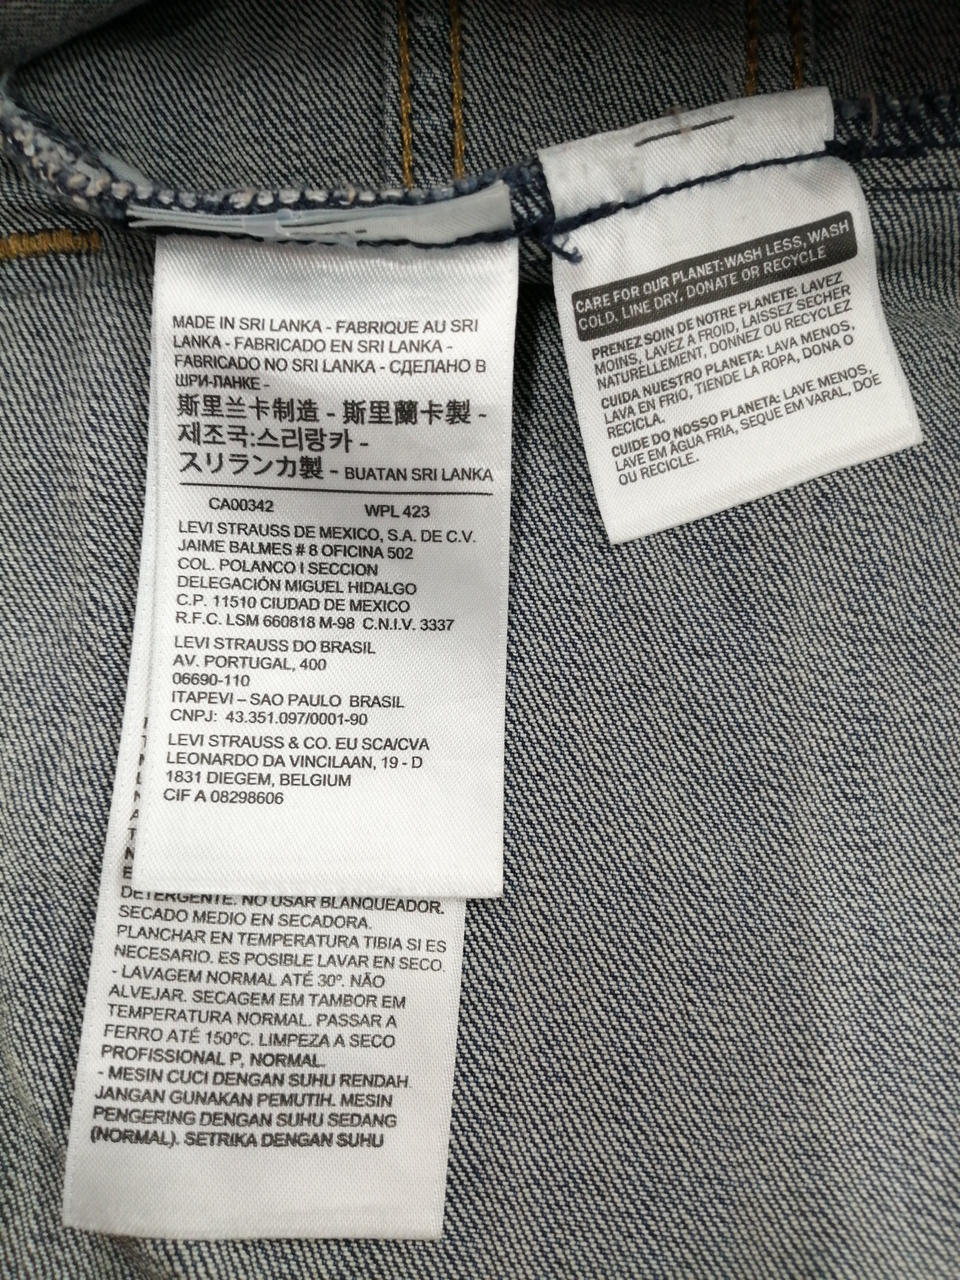 MADE IN SRI LANKA - FABRIQUE AU SRI
LANKA - FABRICADO EN SRI LANKA -
FABRICADO NO SRI LANKA - СДЕЛАНО В
ШРИ-ЛАНКЕ -
斯里兰卡制造 - 斯里蘭卡製 -
제조국:스리랑카 -
スリランカ製 - BUATAN SRI LANKA
CA00342 WPL 423
LEVI STRAUSS DE MEXICO, S.A. DE C.V.
JAIME BALMES # 8 OFICINA 502
COL. POLANCO I SECCION
DELEGACIÓN MIGUEL HIDALGO
C.P. 11510 CIUDAD DE MEXICO
R.F.C. LSM 660818 M-98 C.N.I.V. 3337
LEVI STRAUSS DO BRASIL
AV. PORTUGAL, 400
06690-110
ITAPEVI – SAO PAULO BRASIL
CNPJ: 43.351.097/0001-90
LEVI STRAUSS & CO. EU SCA/CVA
LEONARDO DA VINCILAAN, 19 - D
1831 DIEGEM, BELGIUM
CIF A 08298606
DETERGENTE. NO USAR BLANQUEADOR.
SECADO MEDIO EN SECADORA.
PLANCHAR EN TEMPERATURA TIBIA SI ES
NECESARIO. ES POSIBLE LAVAR EN SECO.
- LAVAGEM NORMAL ATÉ 30º. NÃO
ALVEJAR. SECAGEM EM TAMBOR EM
TEMPERATURA NORMAL. PASSAR A
FERRO ATÉ 150ºC. LIMPEZA A SECO
PROFISSIONAL P, NORMAL.
- MESIN CUCI DENGAN SUHU RENDAH.
JANGAN GUNAKAN PEMUTIH. MESIN
PENGERING DENGAN SUHU SEDANG
(NORMAL). SETRIKA DENGAN SUHU
CARE FOR OUR PLANET: WASH LESS, WASH
COLD, LINE DRY, DONATE OR RECYCLE
PRENEZ SOIN DE NOTRE PLANETE: LAVEZ
MOINS, LAVEZ A FROID, LAISSEZ SECHER
NATURELLEMENT, DONNEZ OU RECYCLEZ
CUIDA NUESTRO PLANETA: LAVA MENOS,
LAVA EN FRIO, TIENDE LA ROPA, DONA O
RECICLA.
CUIDE DO NOSSO PLANETA: LAVE MENOS,
LAVE EM ÁGUA FRIA, SEQUE EM VARAL, DOE
OU RECICLE.